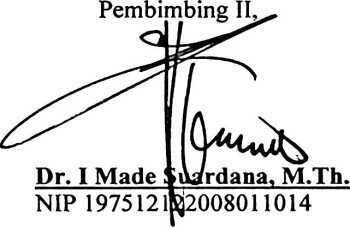 Pembimbing II,
Dr. I Made Suardana, M.Th.
NIP 197512122008011014